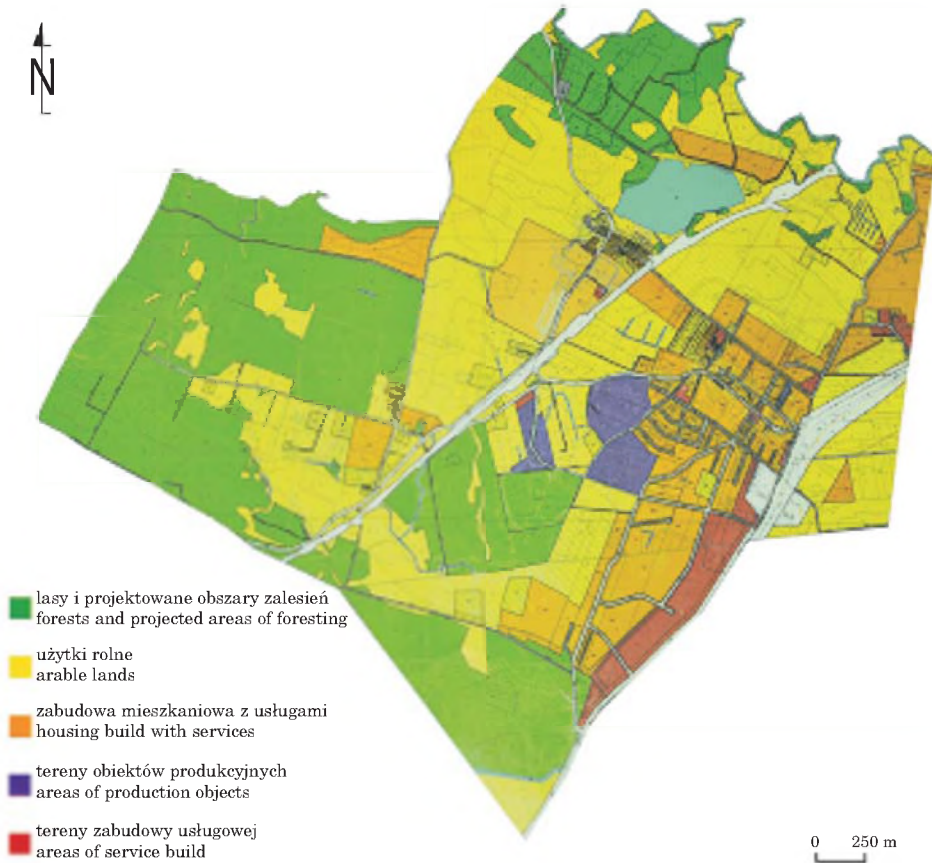 N
lasy i projektowane obszary zalesień
forests and projected areas of foresting
użytki rolne
arable lands
zabudowa mieszkaniowa z usługami
housing build with services
tereny obiektów produkcyjnych
areas of production objects
tereny zabudowy usługowej
areas of service build
0 250 m